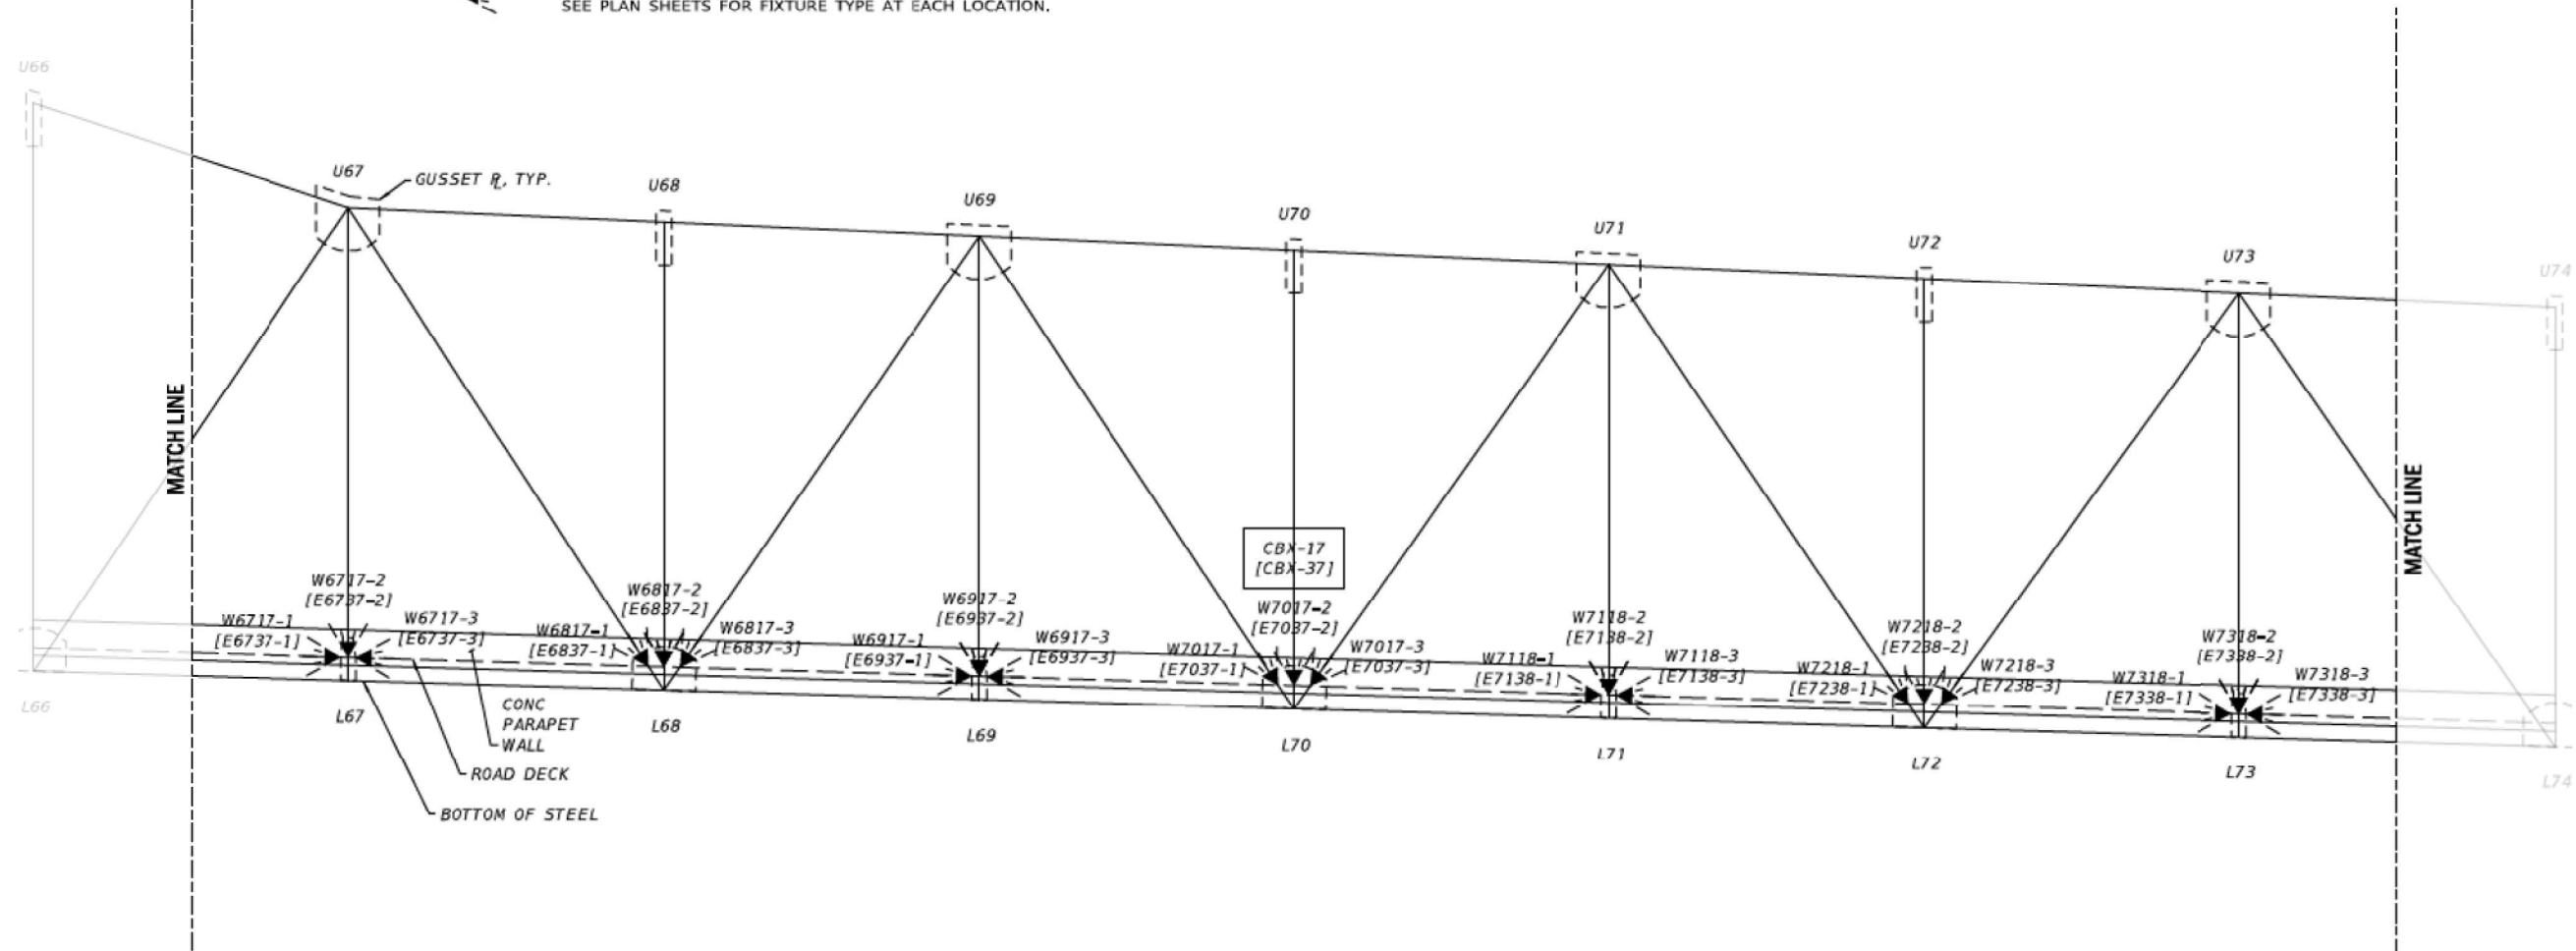 SEE PLAN SHEETS FOR FIXTURE TYPE AT EACH LOCATION.
U66
U67
GUSSET PL, TYP.
U68
U69
U70
U71
U72
U73
U74
MATCH LINE
MATCH LINE
CBX-17
[CBX-37]
W6717-1
[E6737-1]
W6717-2
[E6737-2]
W6717-3
[E6737-3]
W6817-1
[E6837-1]
W6817-2
[E6837-2]
W6817-3
[E6837-3]
W6917-1
[E6937-1]
W6917-2
[E6937-2]
W6917-3
[E6937-3]
W7017-1
[E7037-1]
W7017-2
[E7037-2]
W7017-3
[E7037-3]
W7118-1
[E7138-1]
W7118-2
[E7138-2]
W7118-3
[E7138-3]
W7218-1
[E7238-1]
W7218-2
[E7238-2]
W7218-3
[E7238-3]
W7318-1
[E7338-1]
W7318-2
[E7338-2]
W7318-3
[E7338-3]
L66
L67
L68
L69
L70
L71
L72
L73
L74
CONC
PARAPET
WALL
ROAD DECK
BOTTOM OF STEEL